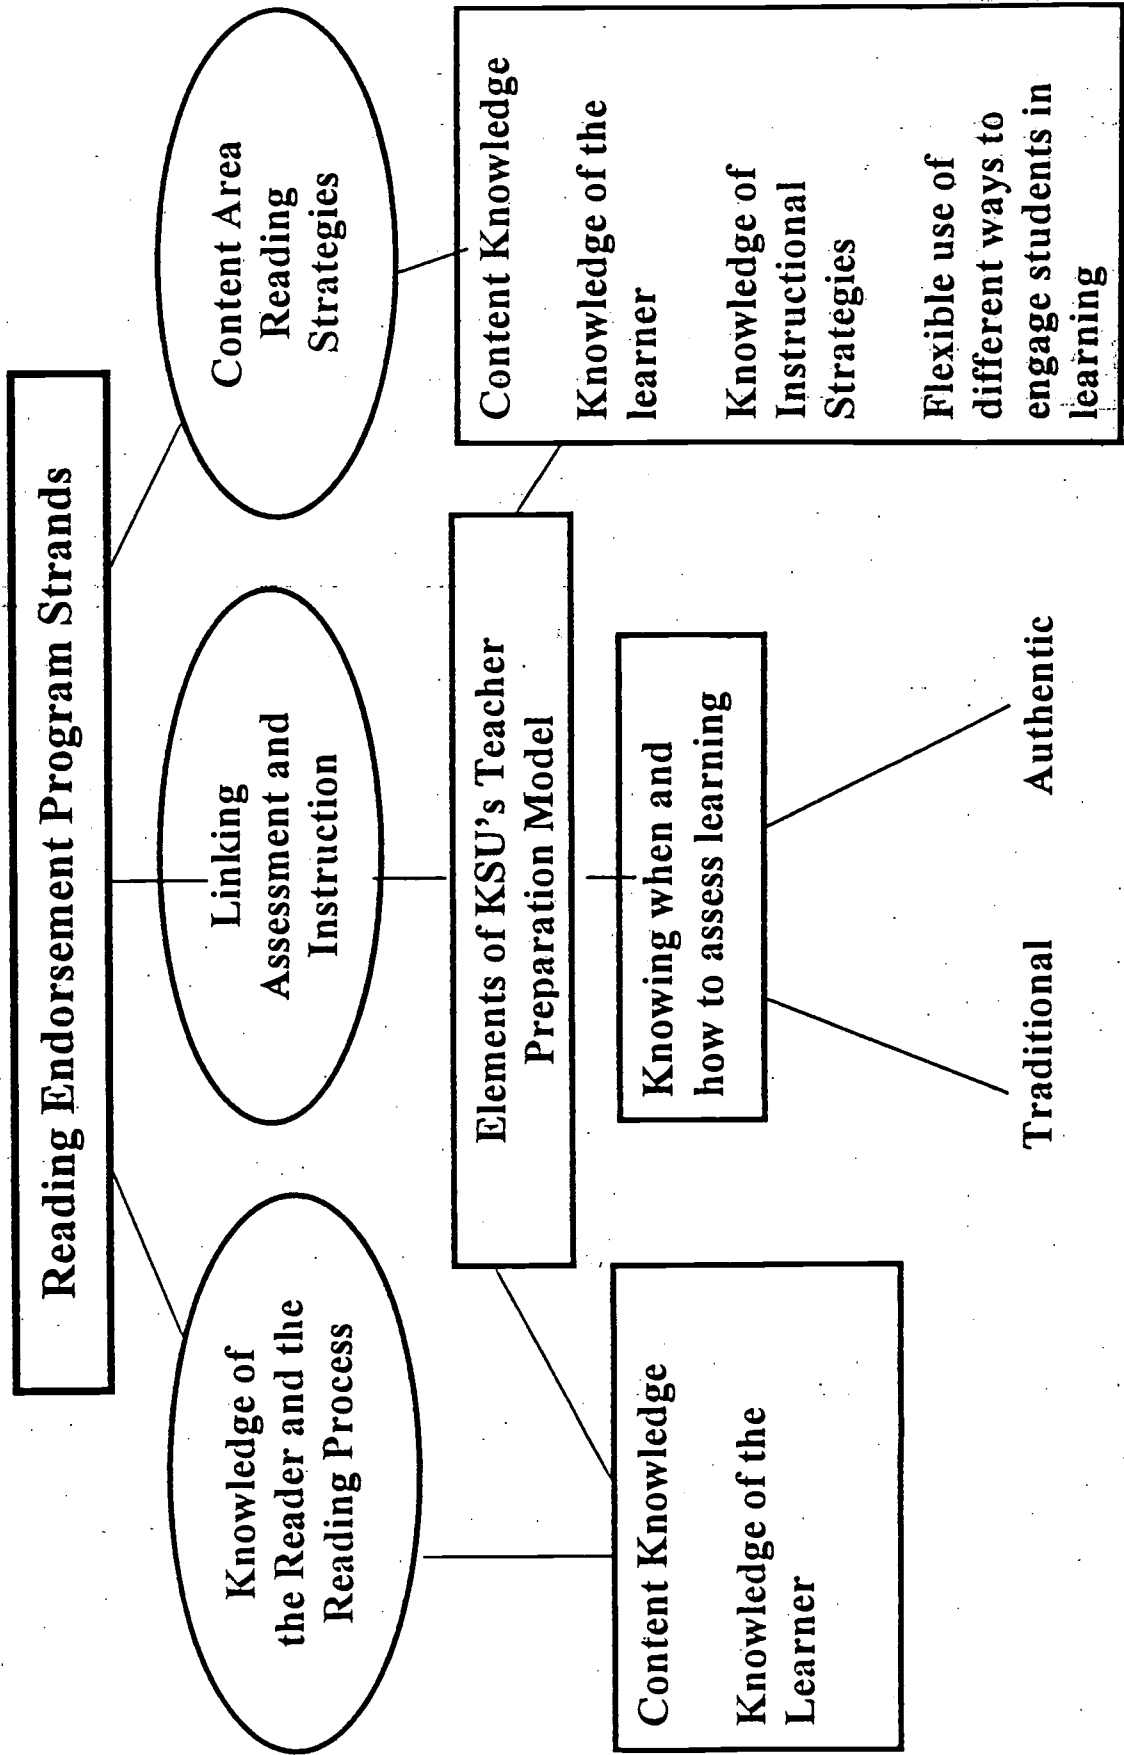 Reading Endorsement Program Strands
Knowledge of
the Reader and the
Reading Process
Linking
Assessment and
Instruction
Content Area
Reading
Strategies
Elements of KSU's Teacher
Preparation Model
Content Knowledge
Knowledge of the
Learner
Knowing when and
how to assess learning
Traditional
Authentic
Content Knowledge
Knowledge of the
learner
Knowledge of
Instructional
Strategies
Flexible use of
different ways to
engage students in
learning